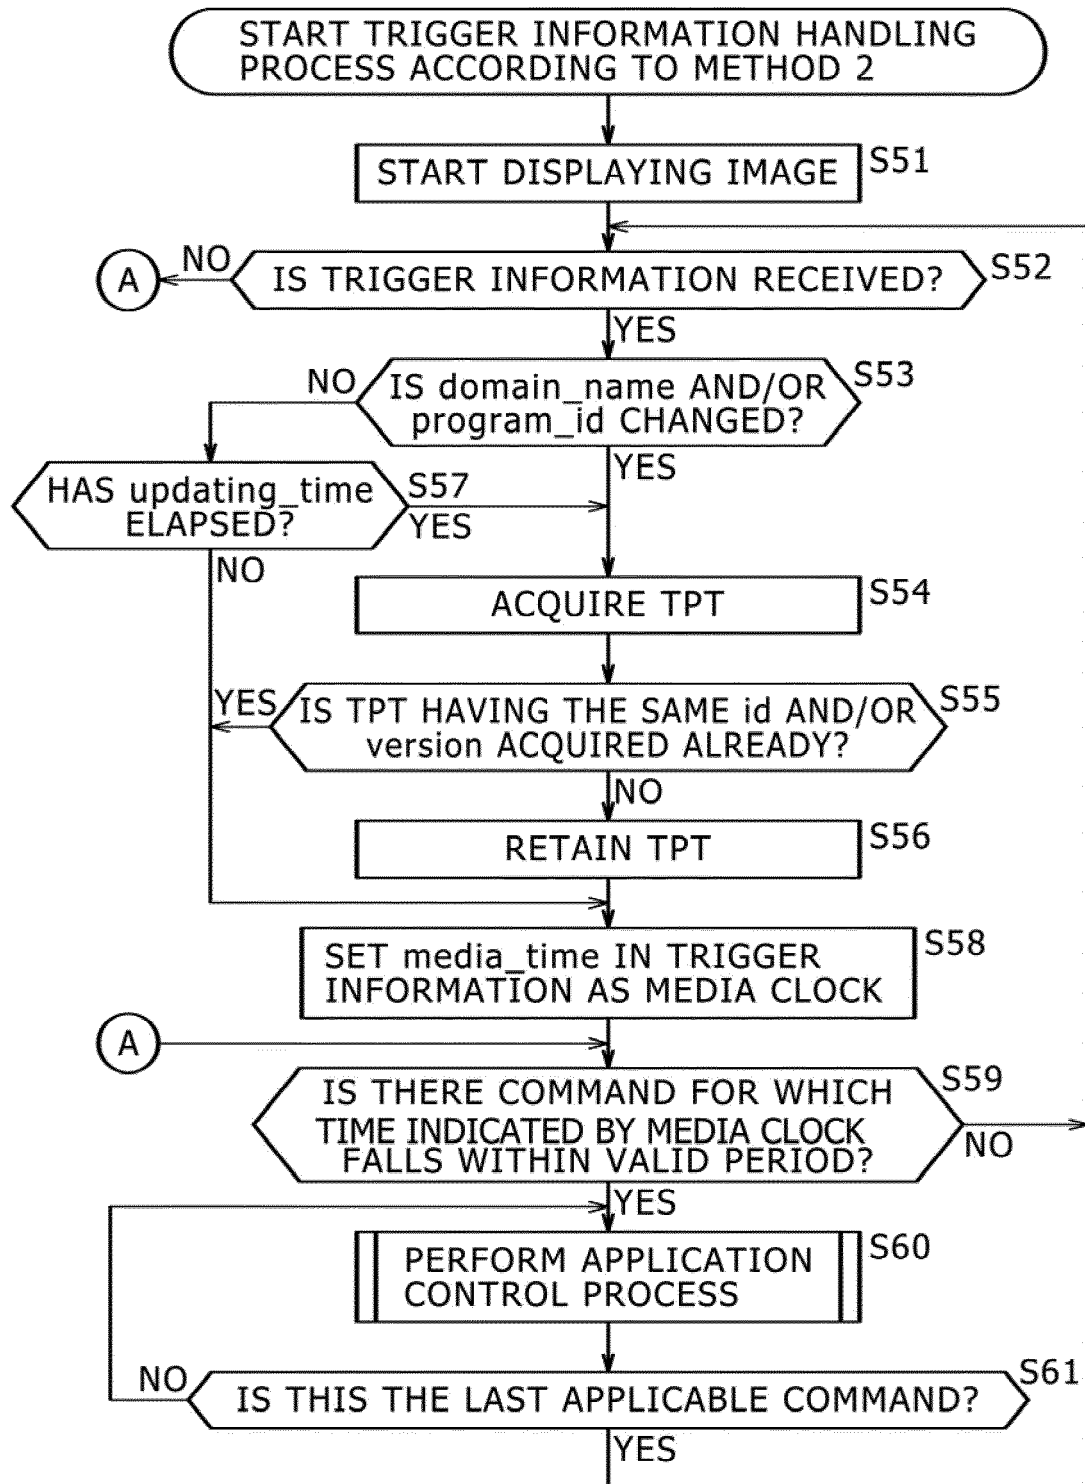 START TRIGGER INFORMATION HANDLING
PROCESS ACCORDING TO METHOD 2
START DISPLAYING IMAGE
S51
A
NO
IS TRIGGER INFORMATION RECEIVED?
S52
YES
NO
IS domain_name AND/OR
program_id CHANGED?
S53
YES
HAS updating_time
ELAPSED?
S57
YES
NO
ACQUIRE TPT
S54
YES
IS TPT HAVING THE SAME id AND/OR
version ACQUIRED ALREADY?
S55
NO
RETAIN TPT
S56
SET media_time IN TRIGGER
INFORMATION AS MEDIA CLOCK
S58
A
IS THERE COMMAND FOR WHICH
TIME INDICATED BY MEDIA CLOCK
FALLS WITHIN VALID PERIOD?
S59
NO
YES
PERFORM APPLICATION
CONTROL PROCESS
S60
NO
IS THIS THE LAST APPLICABLE COMMAND?
S61
YES